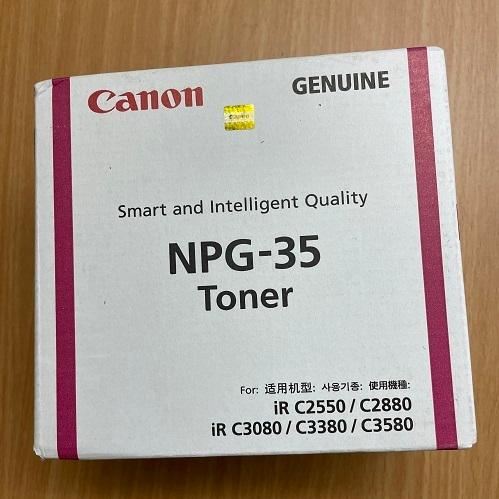 Canon
GENUINE
Canon
Smart and Intelligent Quality
NPG-35
Toner
For: 适用机型: 사용기종: 使用機種:
iR C2550 / C2880
iR C3080 / C3380 / C3580